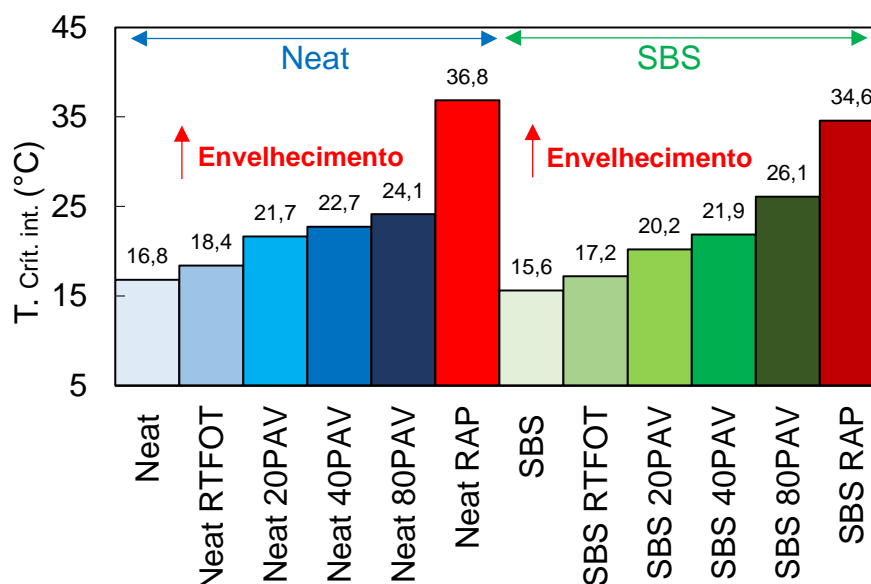 T. Crít. int. (°C)
45
35
25
15
5
Neat
SBS
Envelhecimento
Envelhecimento
16,8
18,4
21,7
22,7
24,1
36,8
15,6
17,2
20,2
21,9
26,1
34,6
Neat
Neat RTFOT
Neat 20PAV
Neat 40PAV
Neat 80PAV
Neat RAP
SBS
SBS RTFOT
SBS 20PAV
SBS 40PAV
SBS 80PAV
SBS RAP